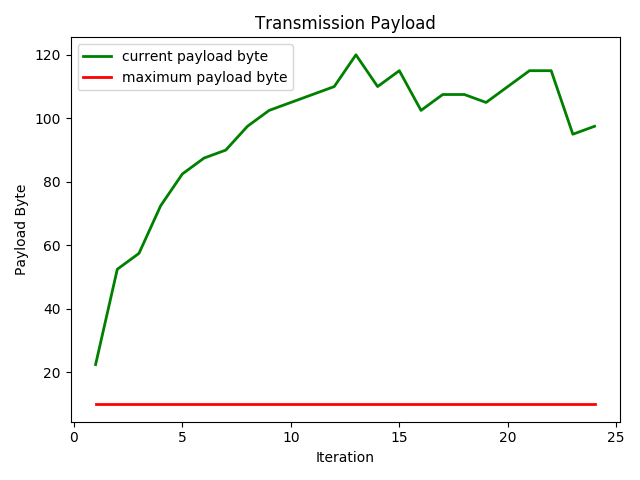 Transmission Payload
current payload byte
maximum payload byte
120
100
80
60
40
20
Payload Byte
0
5
10
15
20
25
Iteration